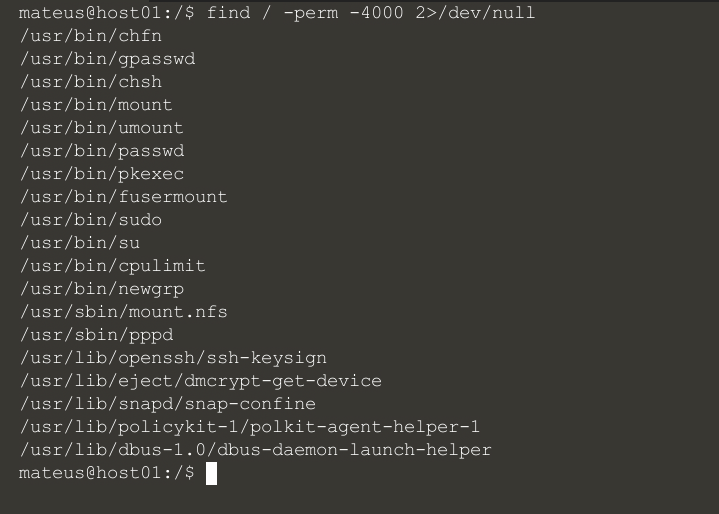 mateus@host01:/$ find / -perm -4000 2>/dev/null
/usr/bin/chfn
/usr/bin/gpasswd
/usr/bin/chsh
/usr/bin/mount
/usr/bin/umount
/usr/bin/passwd
/usr/bin/pkexec
/usr/bin/fusermount
/usr/bin/sudo
/usr/bin/su
/usr/bin/cpulimit
/usr/bin/newgrp
/usr/sbin/mount.nfs
/usr/sbin/pppd
/usr/lib/openssh/ssh-keysign
/usr/lib/eject/dmcrypt-get-device
/usr/lib/snapd/snap-confine
/usr/lib/policykit-1/polkit-agent-helper-1
/usr/lib/dbus-1.0/dbus-daemon-launch-helper
mateus@host01:/$